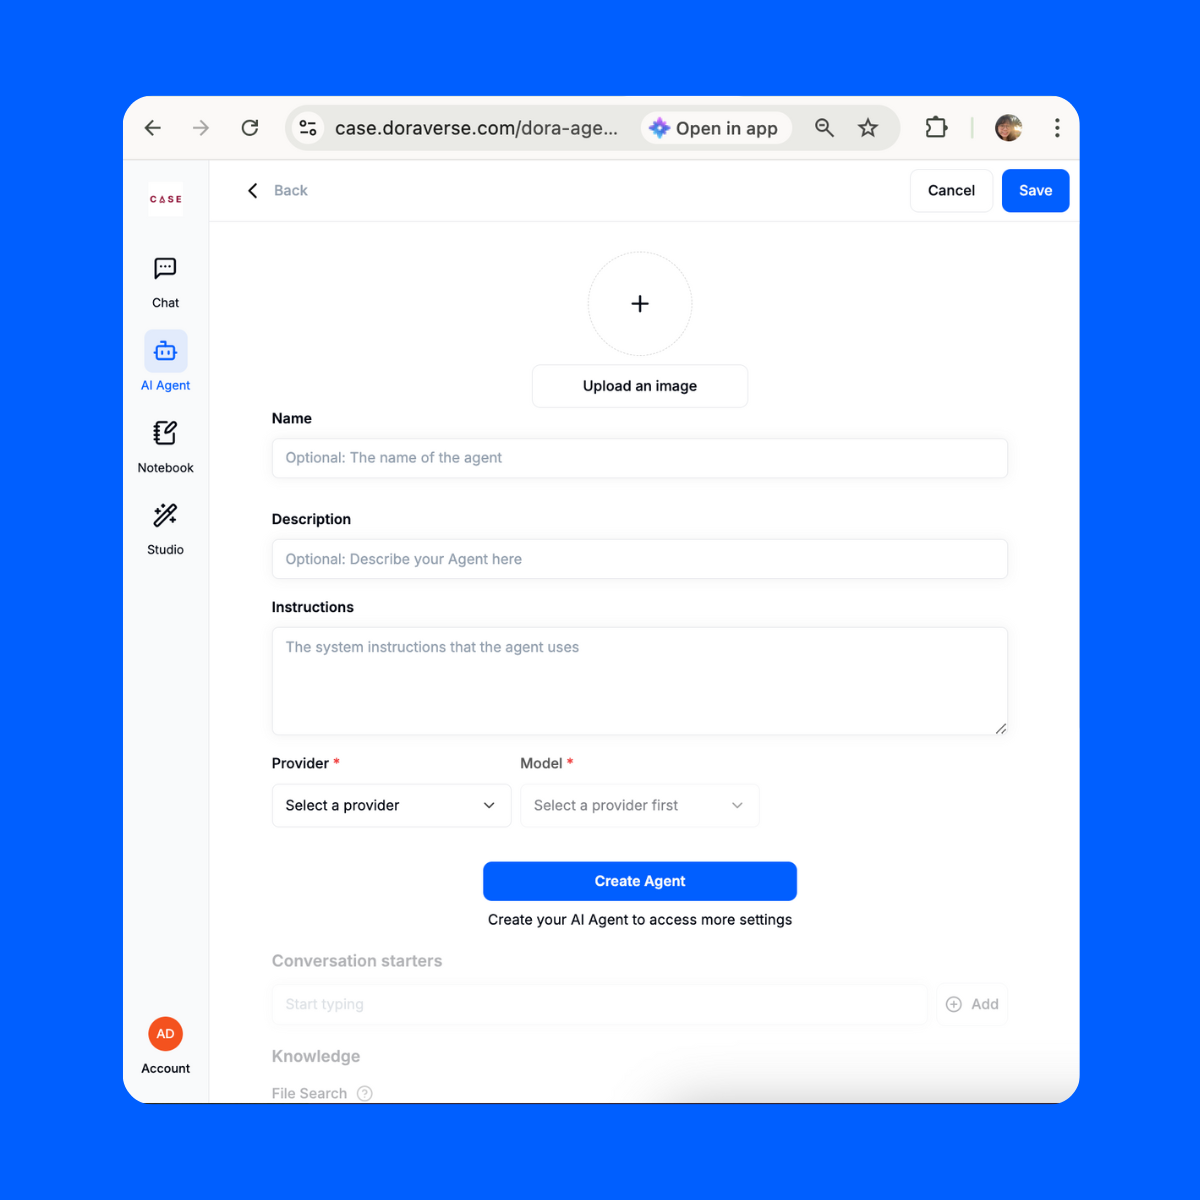 case.doraverse.com/dora-age...
Open in app
CASE
Back
Cancel
Save
Chat
AI Agent
Notebook
Studio
Upload an image
Name
Optional: The name of the agent
Description
Optional: Describe your Agent here
Instructions
The system instructions that the agent uses
Provider * Model *
Select a provider Select a provider first
Create Agent
Create your AI Agent to access more settings
Conversation starters
Start typing
Add
Knowledge
File Search ?
AD
Account